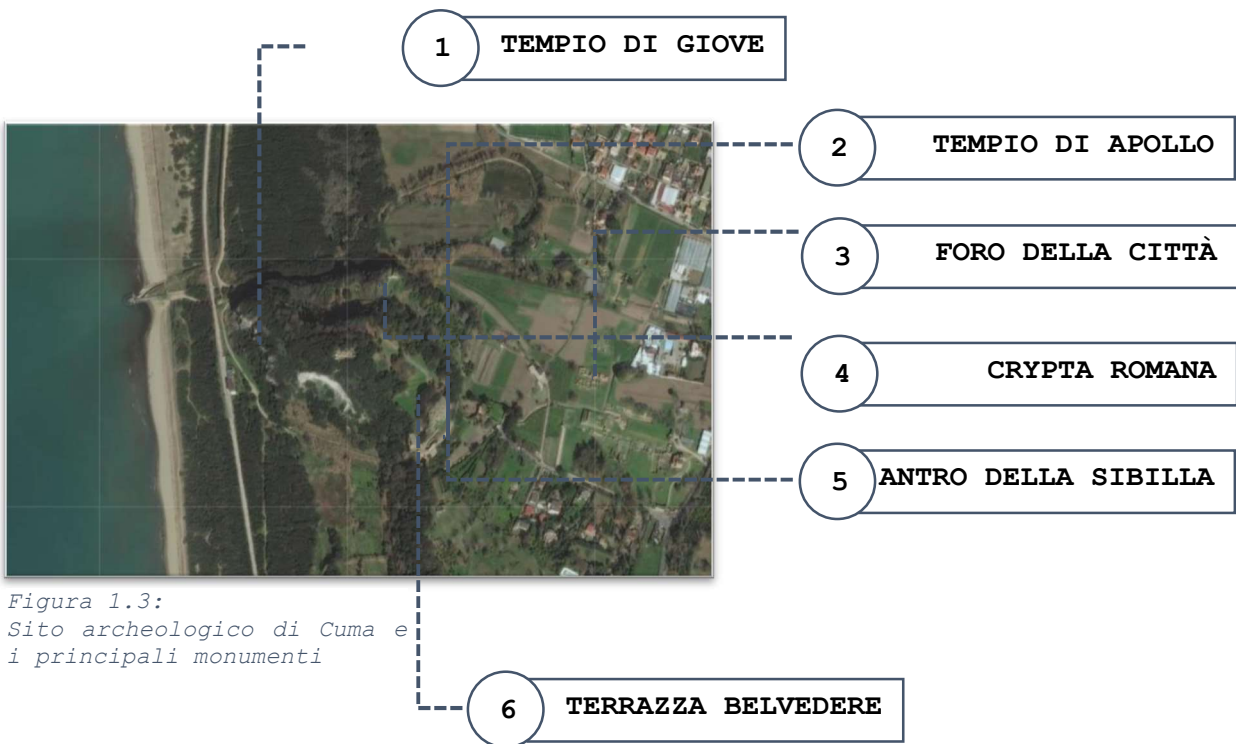 1 TEMPIO DI GIOVE
2 TEMPIO DI APOLLO
3 FORO DELLA CITTÀ
4 CRYPTA ROMANA
5 ANTRO DELLA SIBILLA
Figura 1.3:
Sito archeologico di Cuma e
i principali monumenti
6 TERRAZZA BELVEDERE